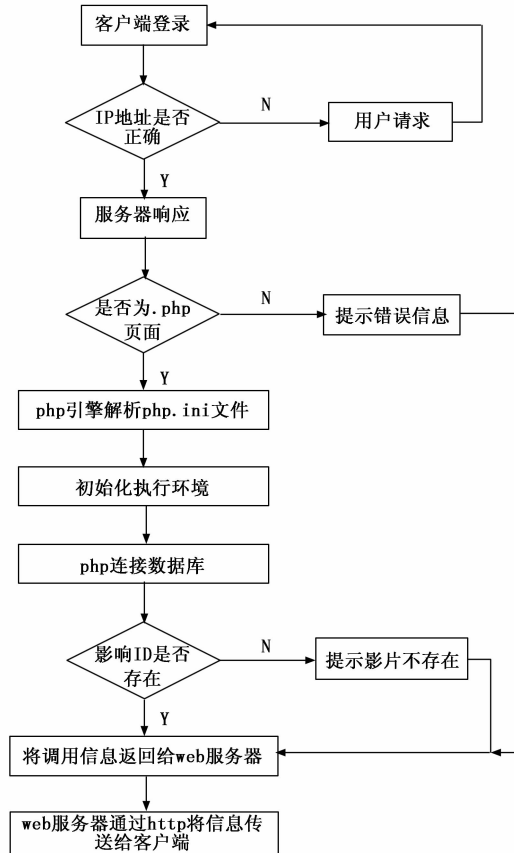 客户端登录
IP地址是否
正确
N
用户请求
Y
服务器响应
是否为.php
页面
N
提示错误信息
Y
php引擎解析php.ini文件
初始化执行环境
php连接数据库
影响ID是否
存在
N
提示影片不存在
Y
将调用信息返回给web服务器
web服务器通过http将信息传
送给客户端